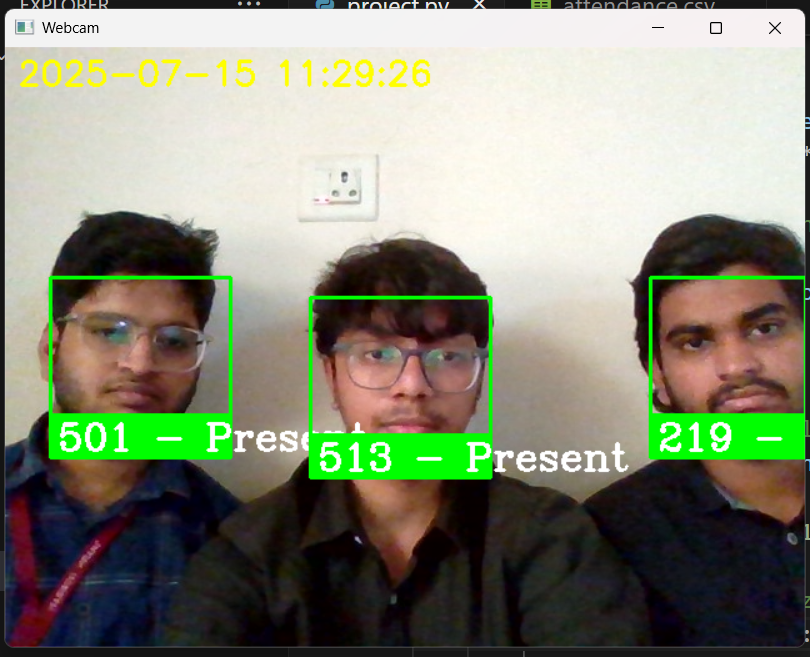 EXPLORER ... project.py attendance.csv
Webcam
2025-07-15 11:29:26
501 - Present
513 - Present
219 -